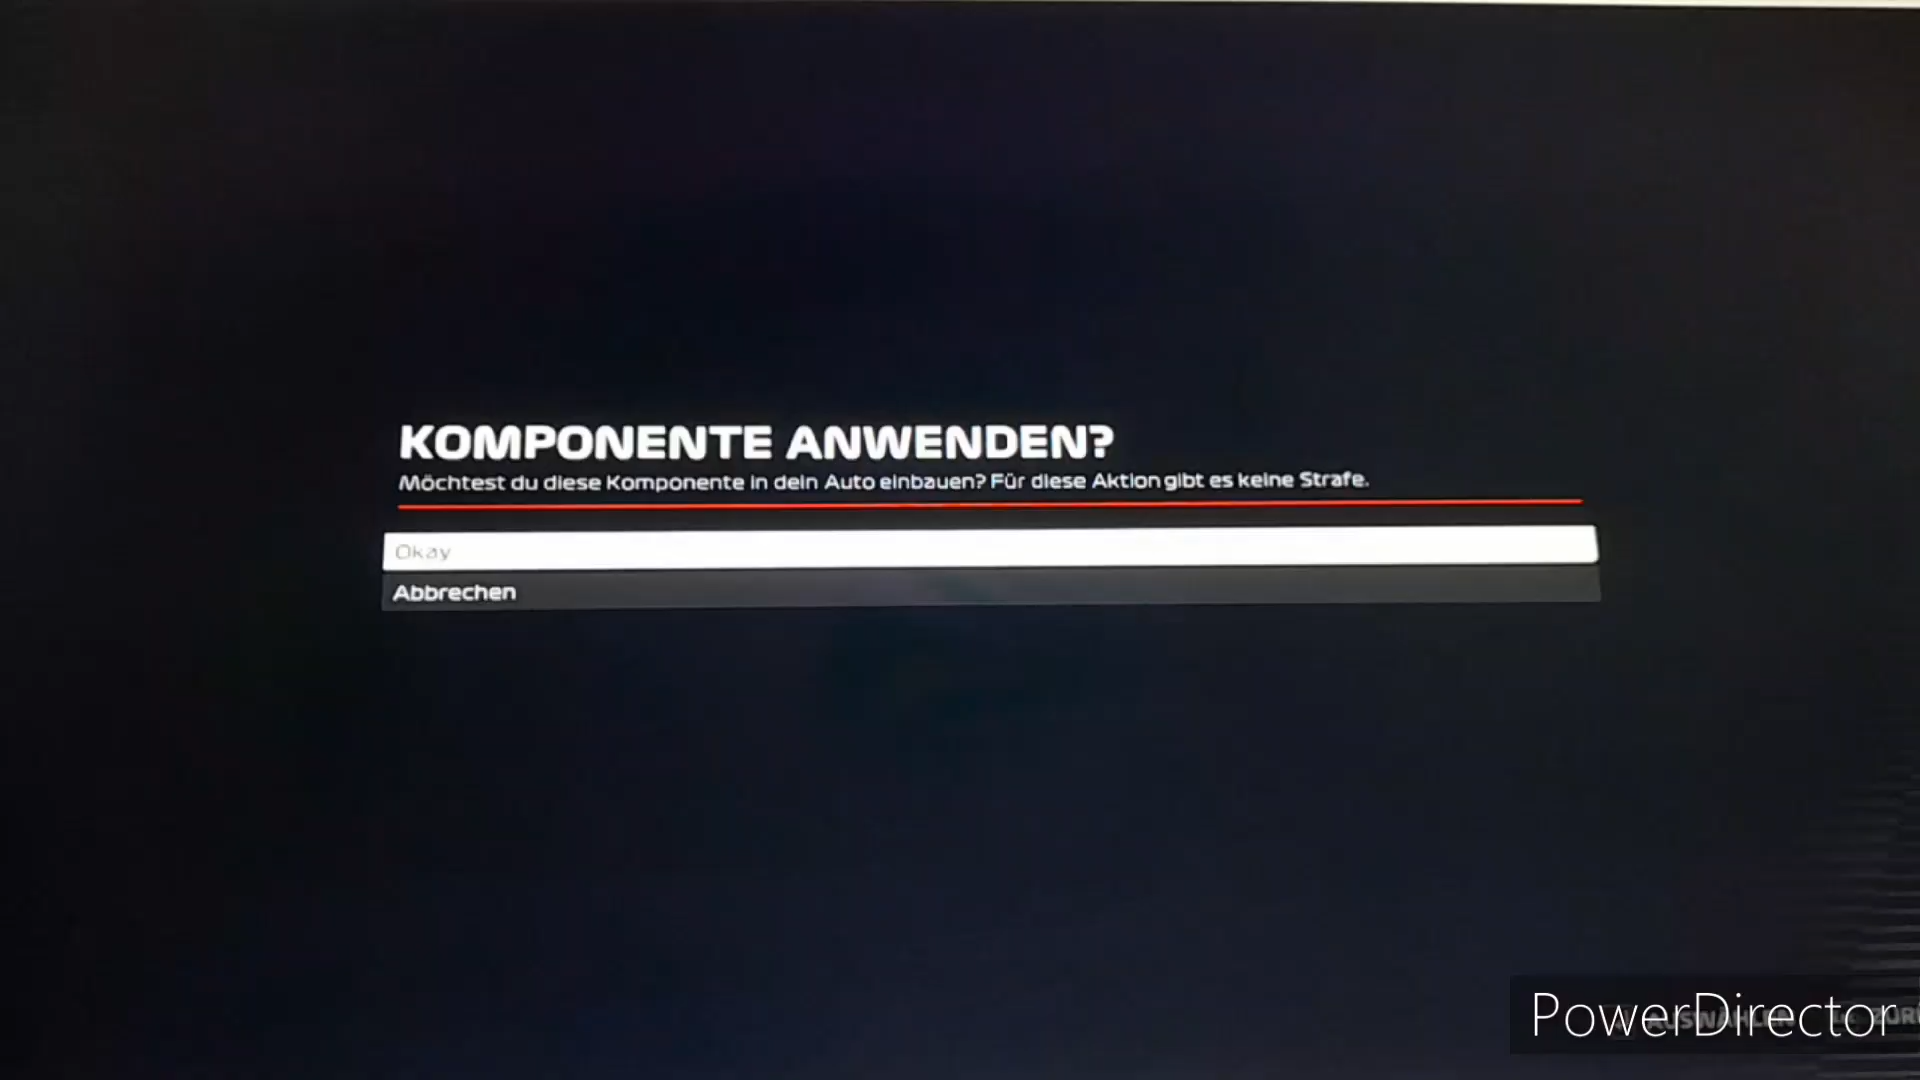 KOMPONENTE ANWENDEN?
Möchtest du diese Komponente in dein Auto einbauen? Für diese Aktion gibt es keine Strafe.
Okay
Abbrechen
PowerDirector
AUSWÄHLEN